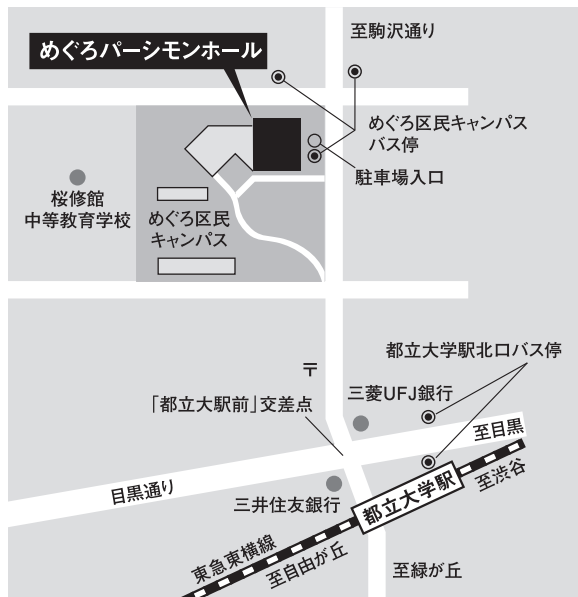 至駒沢通り
めぐろパーシモンホール
めぐろ区民キャンパス
バス停
駐車場入口
桜修館
中等教育学校
めぐろ区民
キャンパス
都立大学駅北口バス停
〒
三菱UFJ銀行
「都立大駅前」交差点
至目黒
目黒通り
三井住友銀行
都立大学駅
至渋谷
東急東横線
至自由が丘
至緑が丘